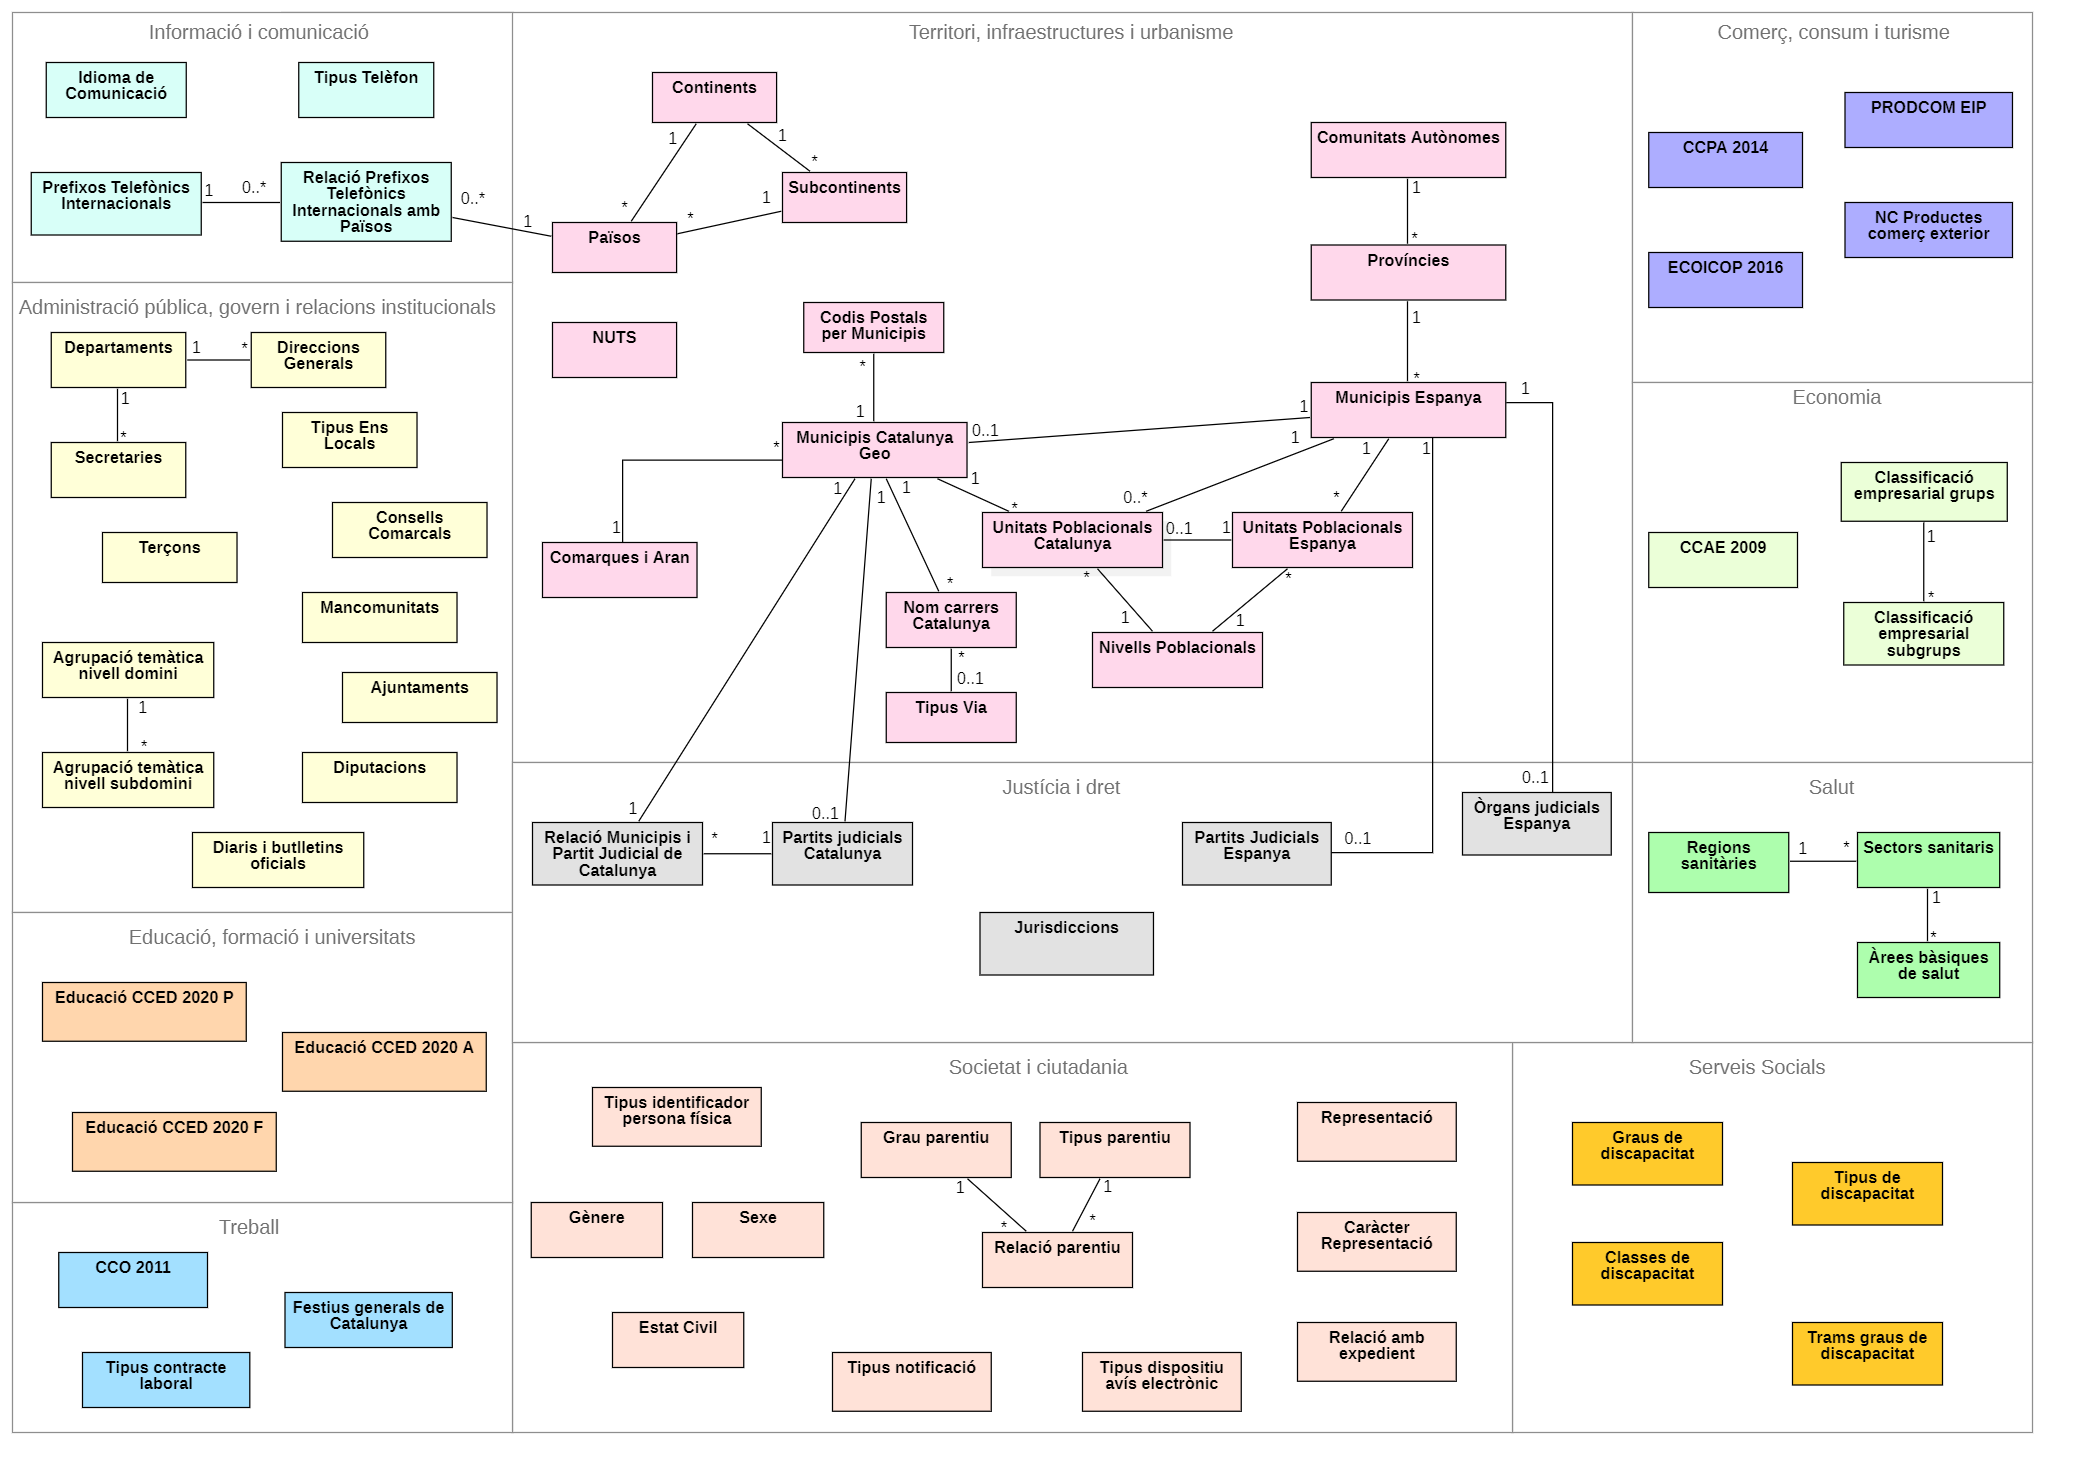 Informació i comunicació
Idioma de
Comunicació
Tipus Telèfon
Prefixos Telefònics
Internacionals
1
0..*
Relació Prefixos
Telefònics
Internacionals amb
Països
0..*
1
Administració pública, govern i relacions institucionals
Departaments
1
*
Direccions
Generals
1
*
Secretaries
Tipus Ens
Locals
Consells
Comarcals
Terçons
Mancomunitats
Agrupació temàtica
nivell domini
1
*
Agrupació temàtica
nivell subdomini
Ajuntaments
Diputacions
Diaris i butlletins
oficials
Educació, formació i universitats
Educació CCED 2020 P
Educació CCED 2020 A
Educació CCED 2020 F
Treball
CCO 2011
Festius generals de
Catalunya
Tipus contracte
laboral
Territori, infraestructures i urbanisme
Continents
1
1
*
*
Subcontinents
1
*
Països
NUTS
Codis Postals
per Municipis
*
1
Municipis Catalunya
Geo
*
1
Comarques i Aran
0..1
1
Comunitats Autònomes
1
*
Províncies
1
*
Municipis Espanya
1
1
1
1
0..*
*
1
*
Unitats Poblacionals
Catalunya
0..1
1
Unitats Poblacionals
Espanya
*
*
1
1
Nivells Poblacionals
1
1
1
*
Nom carrers
Catalunya
*
0..1
Tipus Via
Justícia i dret
1
0..1
0..1
0..1
Relació Municipis i
Partit Judicial de
Catalunya
*
1
Partits judicials
Catalunya
Partits Judicials
Espanya
Òrgans judicials
Espanya
Jurisdiccions
Societat i ciutadania
Tipus identificador
persona física
Grau parentiu
Tipus parentiu
1
1
*
*
Relació parentiu
Gènere
Sexe
Estat Civil
Tipus notificació
Tipus dispositiu
avís electrònic
Representació
Caràcter
Representació
Relació amb
expedient
Comerç, consum i turisme
PRODCOM EIP
CCPA 2014
NC Productes
comerç exterior
ECOICOP 2016
Economia
Classificació
empresarial grups
1
*
CCAE 2009
Classificació
empresarial
subgrups
Salut
Regions
sanitàries
1
*
Sectors sanitaris
1
*
Àrees bàsiques
de salut
Serveis Socials
Graus de
discapacitat
Tipus de
discapacitat
Classes de
discapacitat
Trams graus de
discapacitat